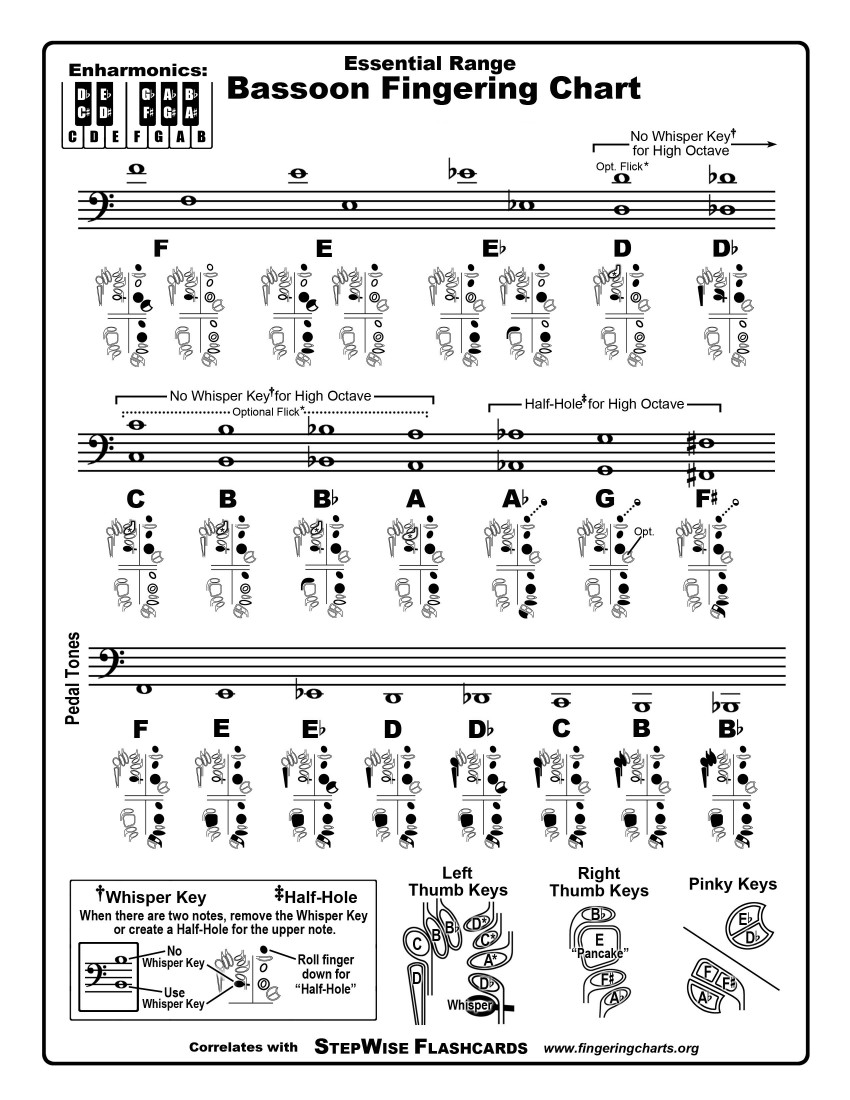 Essential Range
Bassoon Fingering Chart
Enharmonics:
D♭ E♭ G♭ A♭ B♭
C# D# F# G# A#
C D E F G A B
No Whisper Key†
for High Octave
Opt. Flick*
F E E♭ D D♭
No Whisper Key† for High Octave
Optional Flick*
Half-Hole‡ for High Octave
C B B♭ A A♭ G F♯
Opt.
Pedal Tones
F E E♭ D D♭ C B B♭
†Whisper Key ‡Half-Hole
When there are two notes, remove the Whisper Key
or create a Half-Hole for the upper note.
No
Whisper Key
Use
Whisper Key
Roll finger
down for
“Half-Hole”
Left
Thumb Keys
C B B♭ D*
C*
A*
D D♭
Whisper
Right
Thumb Keys
B♭
E
“Pancake”
F#
A♭
Pinky Keys
E♭
D♭
F F#
A♭
Correlates with StepWise Flashcards www.fingeringcharts.org